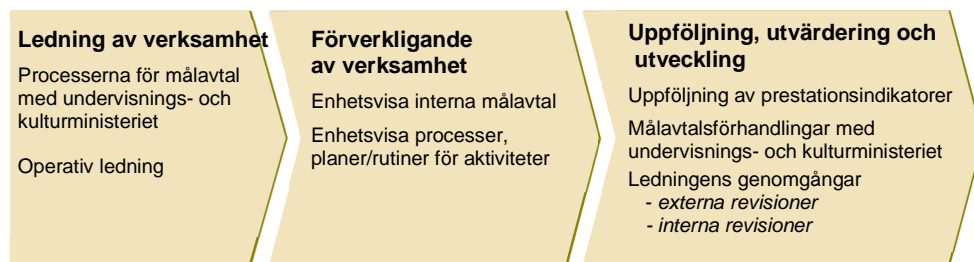 Ledning av verksamhet
Processerna för målavtal
med undervisnings- och
kulturministeriet
Operativ ledning
Förverkligande
av verksamhet
Enhetsvisa interna målavtal
Enhetsvisa processer,
planer/rutiner för aktiviteter
Uppföljning, utvärdering och
utveckling
Uppföljning av prestationsindikatorer
Målavtalsförhandlingar med
undervisnings- och kulturministeriet
Ledningens genomgångar
- externa revisioner
- interna revisioner